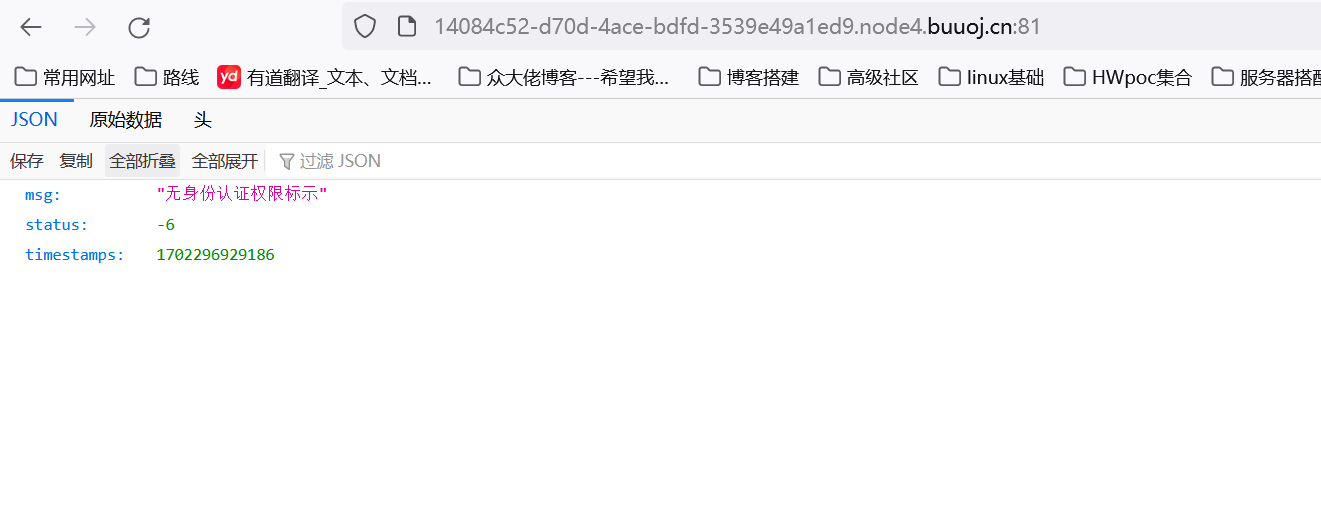 14084c52-d70d-4ace-bdfd-3539e49a1ed9.node4.buuoj.cn:81
常用网址 路线 yd 有道翻译_文本、文档... 众大佬博客---希望我... 博客搭建 高级社区 linux基础 HWpoc集合 服务器搭配
JSON 原始数据 头
保存 复制 全部折叠 全部展开 过滤 JSON
msg: "无身份认证权限标示"
status: -6
timestamps: 1702296929186